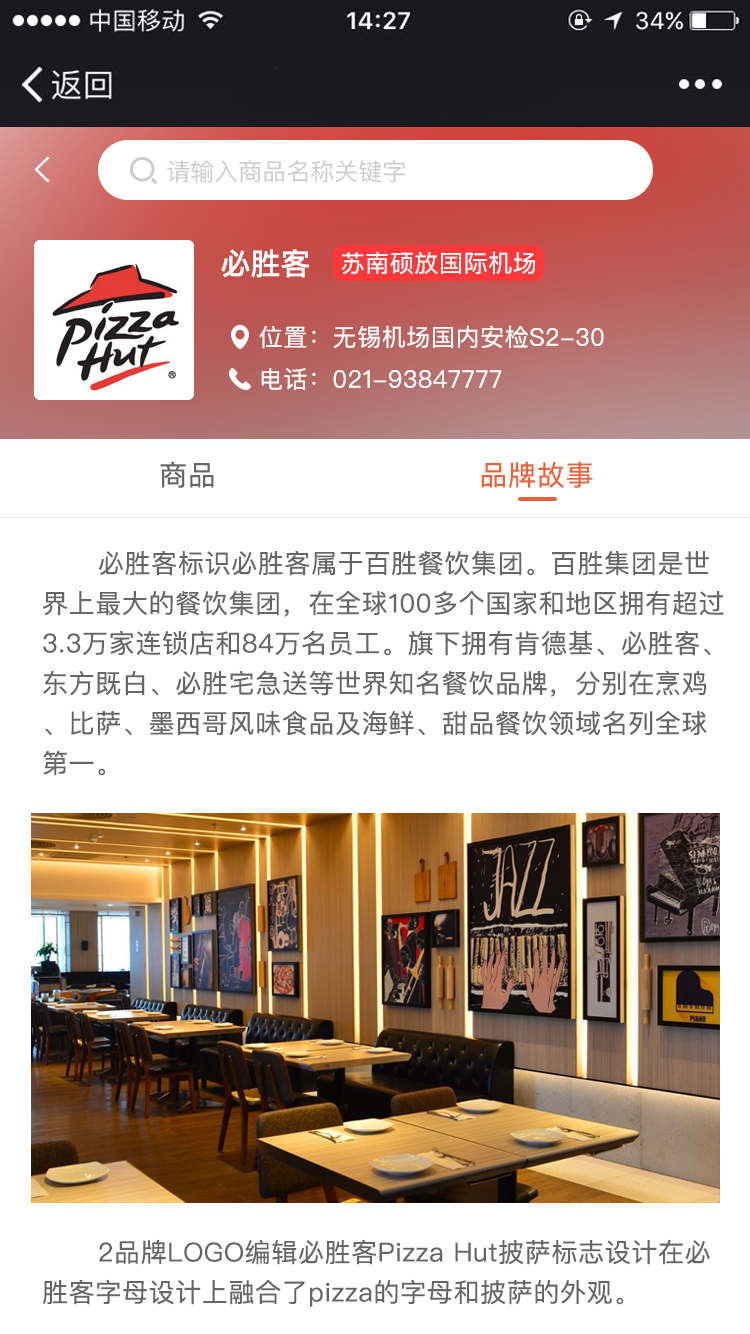 中国移动 14:27 34%
返回
请输入商品名称关键字
必胜客 苏南硕放国际机场
Pizza
Hut
®
位置：无锡机场国内安检S2-30
电话：021-93847777
商品 品牌故事
必胜客标识必胜客属于百胜餐饮集团。百胜集团是世
界上最大的餐饮集团，在全球100多个国家和地区拥有超过
3.3万家连锁店和84万名员工。旗下拥有肯德基、必胜客、
东方既白、必胜宅急送等世界知名餐饮品牌，分别在烹鸡
、比萨、墨西哥风味食品及海鲜、甜品餐饮领域名列全球
第一。
JAZZ
PIANO
2品牌LOGO编辑必胜客Pizza Hut披萨标志设计在必
胜客字母设计上融合了pizza的字母和披萨的外观。